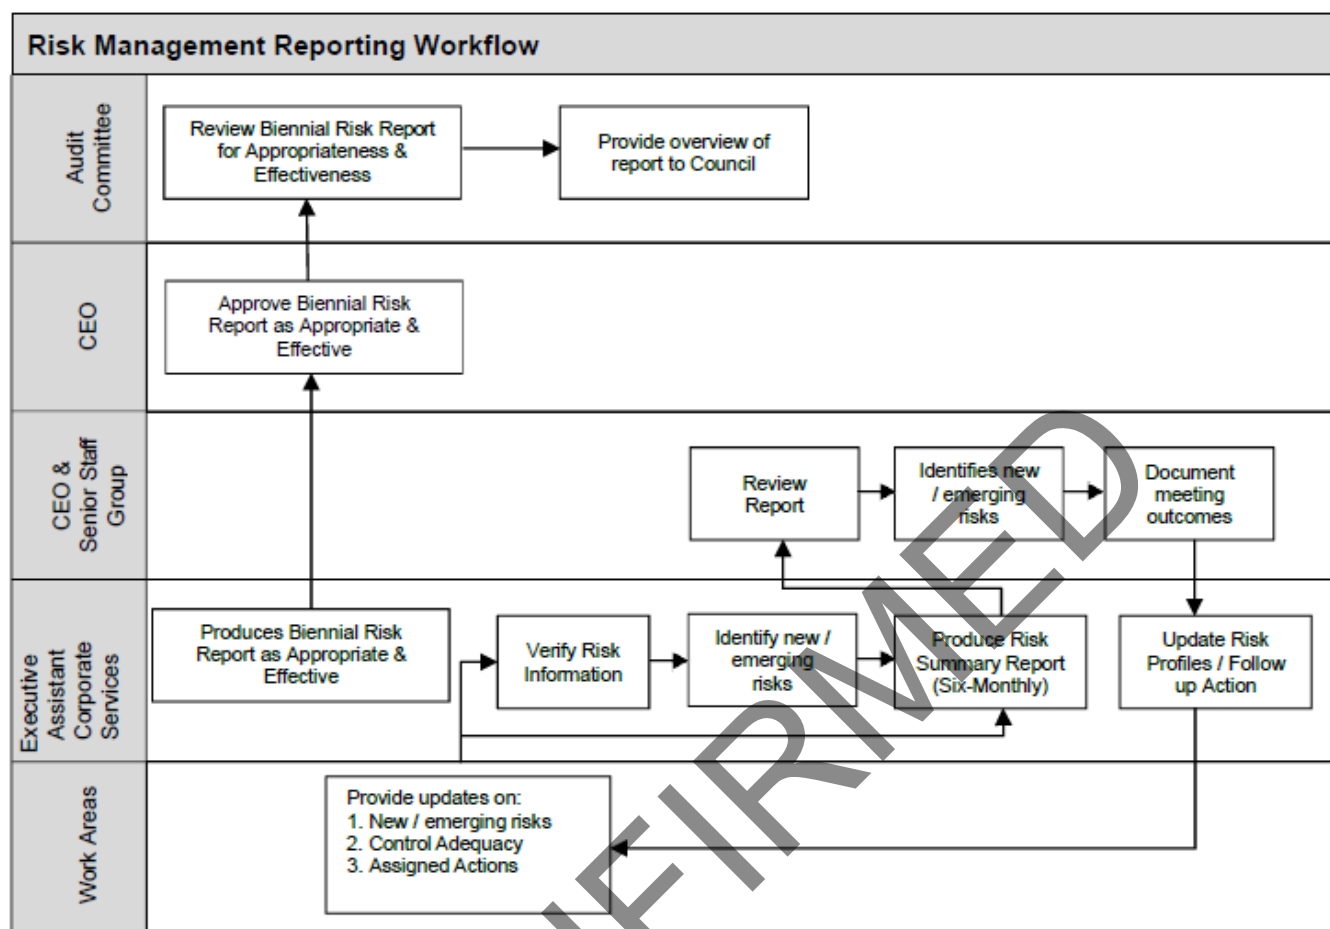 Risk Management Reporting Workflow
Audit
Committee
Review Biennial Risk Report
for Appropriateness &
Effectiveness
Provide overview of
report to Council
CEO
Approve Biennial Risk
Report as Appropriate &
Effective
CEO &
Senior Staff
Group
Review
Report
Identifies new
/ emerging
risks
Document
meeting
outcomes
Executive
Assistant
Corporate
Services
Produces Biennial Risk
Report as Appropriate &
Effective
Verify Risk
Information
Identify new /
emerging
risks
Produce Risk
Summary Report
(Six-Monthly)
Update Risk
Profiles / Follow
up Action
Work Areas
Provide updates on:
1. New / emerging risks
2. Control Adequacy
3. Assigned Actions
FIRMED